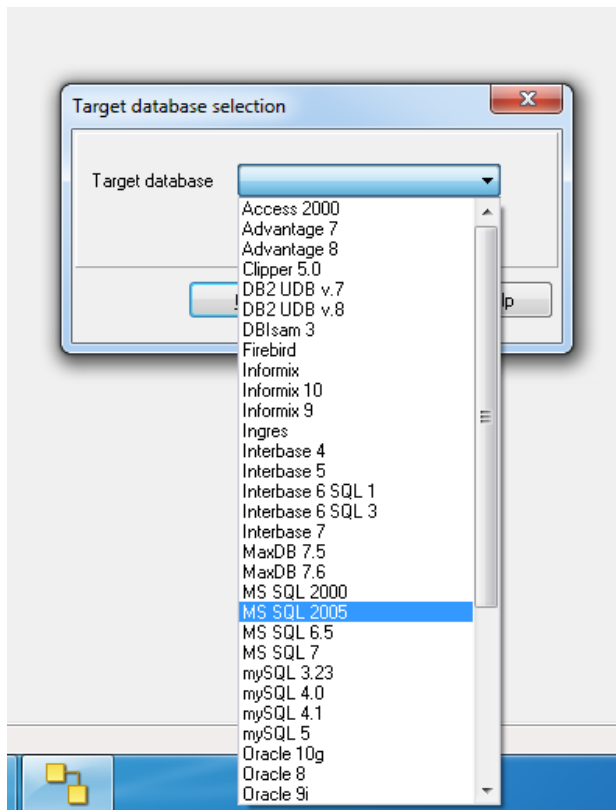 Target database selection
Target database
Access 2000
Advantage 7
Advantage 8
Clipper 5.0
DB2 UDB v.7
DB2 UDB v.8
DBIsam 3
Firebird
Informix
Informix 10
Informix 9
Ingres
Interbase 4
Interbase 5
Interbase 6 SQL 1
Interbase 6 SQL 3
Interbase 7
MaxDB 7.5
MaxDB 7.6
MS SQL 2000
MS SQL 2005
MS SQL 6.5
MS SQL 7
mySQL 3.23
mySQL 4.0
mySQL 4.1
mySQL 5
Oracle 10g
Oracle 8
Oracle 9i